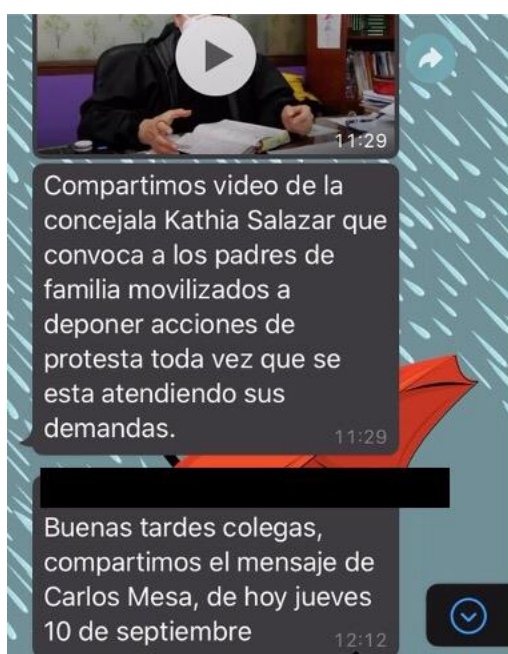 11:29
Compartimos video de la
concejala Kathia Salazar que
convoca a los padres de
familia movilizados a
deponer acciones de
protesta toda vez que se
esta atendiendo sus
demandas.
11:29
Buenas tardes colegas,
compartimos el mensaje de
Carlos Mesa, de hoy jueves
10 de septiembre
12:12